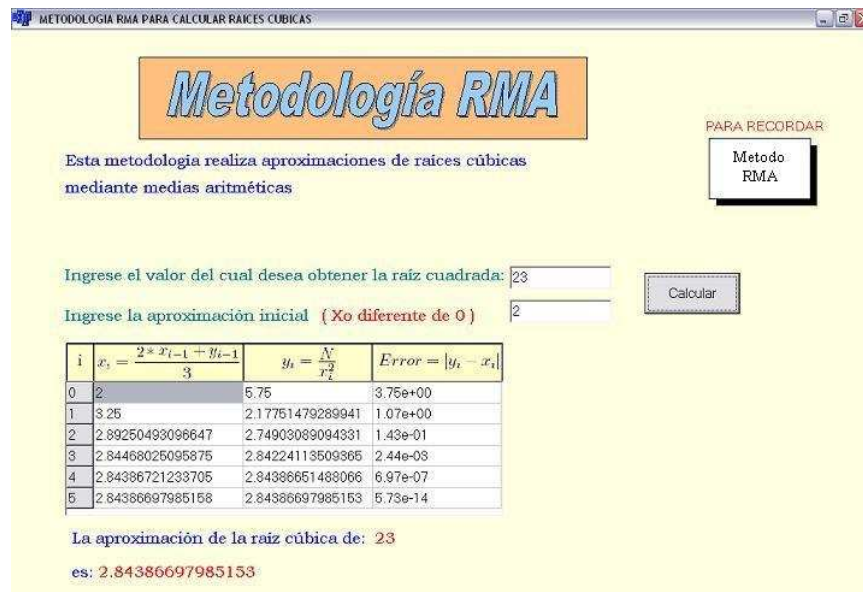 METODOLOGIA RMA PARA CALCULAR RAICES CUBICAS
Metodología RMA
PARA RECORDAR
Metodo
RMA
Esta metodología realiza aproximaciones de raíces cúbicas
mediante medias aritméticas
Ingrese el valor del cual desea obtener la raíz cuadrada: 23
Calcular
Ingrese la aproximación inicial ( Xo diferente de 0 ) 2
i x_i = (2 * x_{i-1} + y_{i-1}) / 3 y_i = N / r_i^2 Error = |y_i - x_i|
0 2 5.75 3.75e+00
1 3.25 2.17751479289941 1.07e+00
2 2.89250493096647 2.74903089094331 1.43e-01
3 2.84468025095875 2.84224113509365 2.44e-03
4 2.84386721233705 2.84386651488066 6.97e-07
5 2.84386697985158 2.84386697985153 5.73e-14
La aproximación de la raíz cúbica de: 23
es: 2.84386697985153